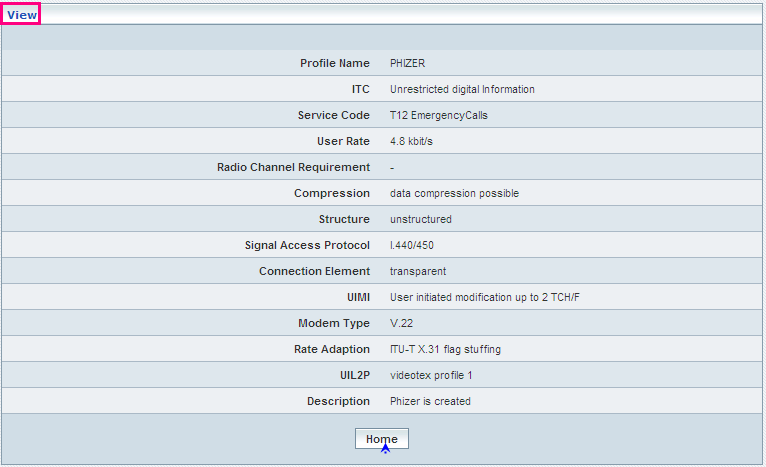 View
Profile Name PHIZER
ITC Unrestricted digital Information
Service Code T12 EmergencyCalls
User Rate 4.8 kbit/s
Radio Channel Requirement -
Compression data compression possible
Structure unstructured
Signal Access Protocol I.440/450
Connection Element transparent
UIMI User initiated modification up to 2 TCH/F
Modem Type V.22
Rate Adaption ITU-T X.31 flag stuffing
UIL2P videotex profile 1
Description Phizer is created
Home